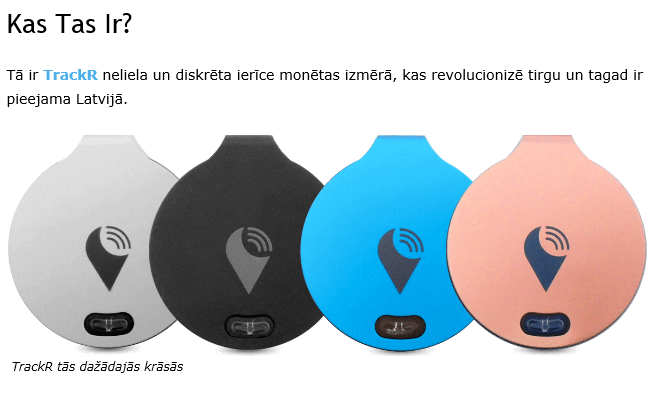 Kas Tas Ir?
Tā ir TrackR neliela un diskrēta ierīce monētas izmērā, kas revolucionizē tirgu un tagad ir
pieejama Latvijā.
TrackR tās dažādajās krāsās